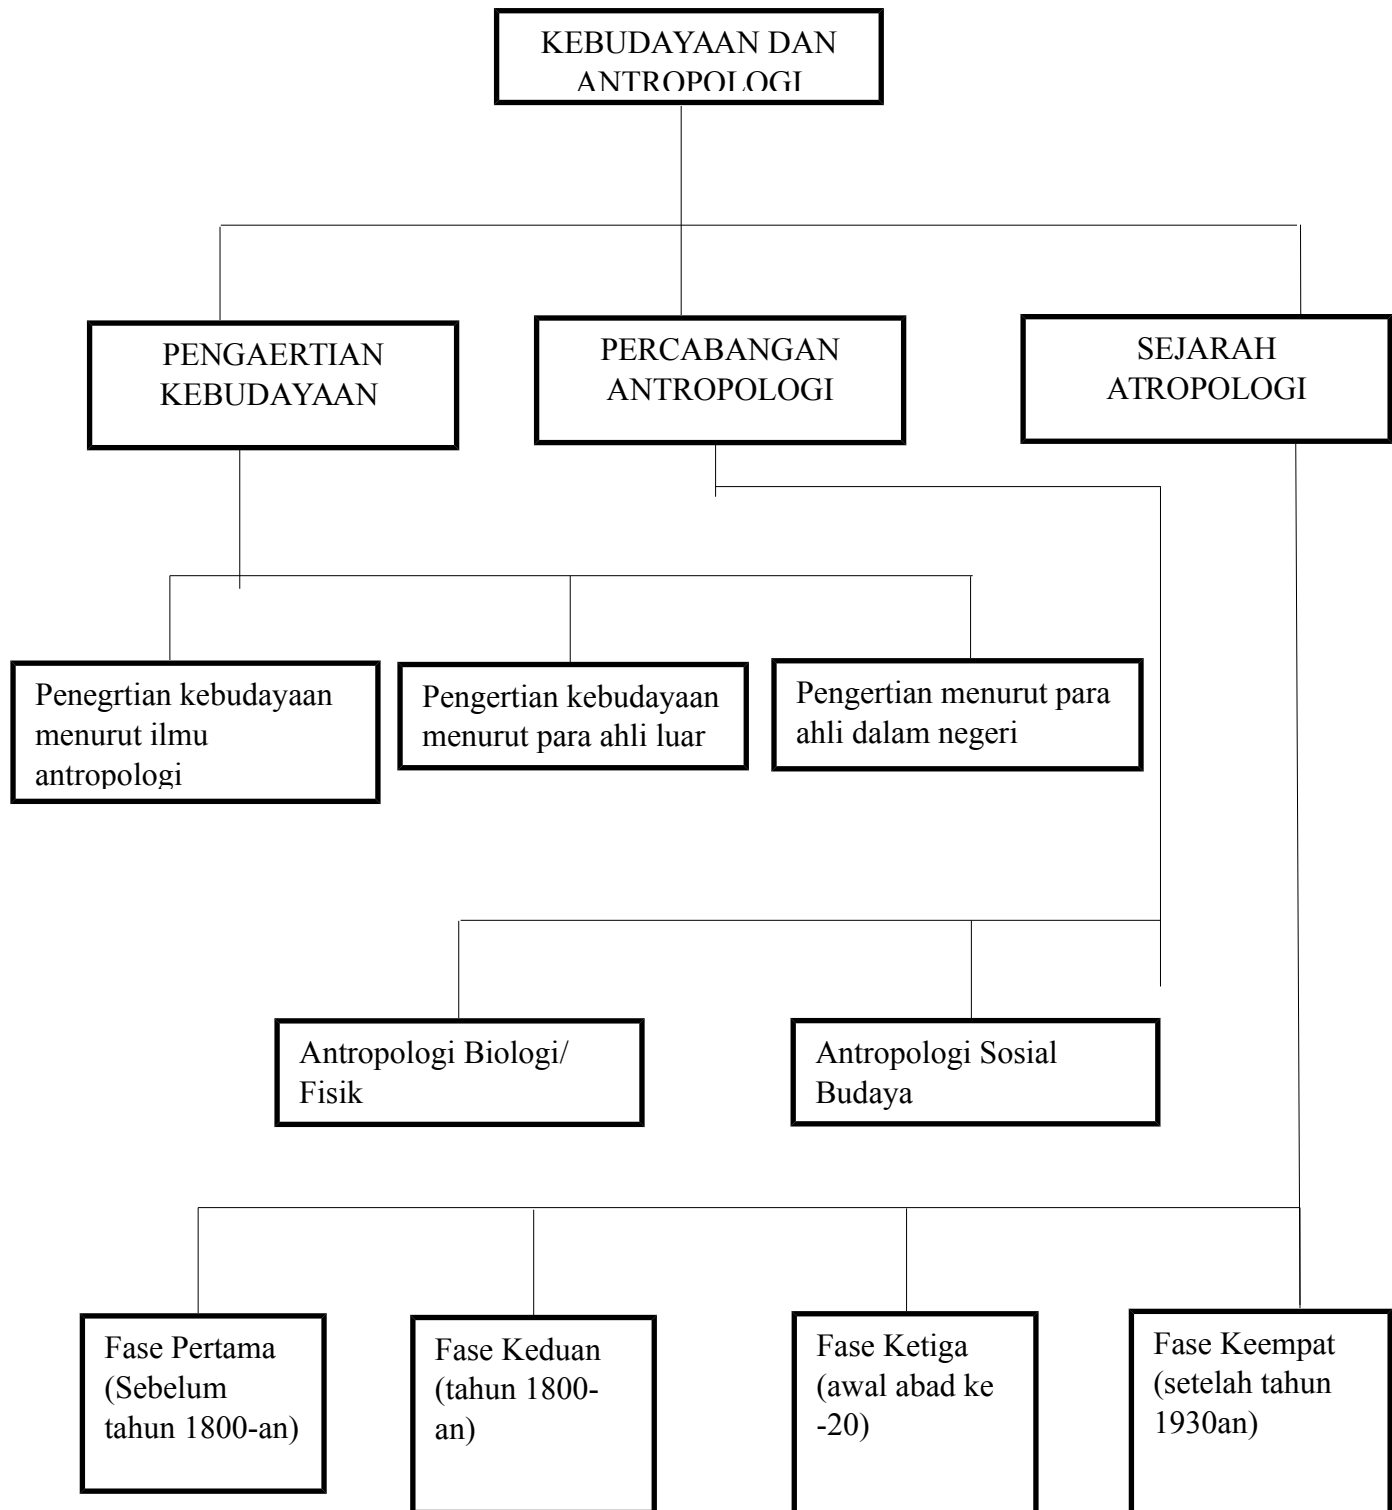 KEBUDAYAAN DAN
ANTROPOLOGI
PENGAERTIAN
KEBUDAYAAN
PERCABANGAN
ANTROPOLOGI
SEJARAH
ATROPOLOGI
Penegrtian kebudayaan
menurut ilmu
antropologi
Pengertian kebudayaan
menurut para ahli luar
Pengertian menurut para
ahli dalam negeri
Antropologi Biologi/
Fisik
Antropologi Sosial
Budaya
Fase Pertama
(Sebelum
tahun 1800-an)
Fase Keduan
(tahun 1800-
an)
Fase Ketiga
(awal abad ke
-20)
Fase Keempat
(setelah tahun
1930an)